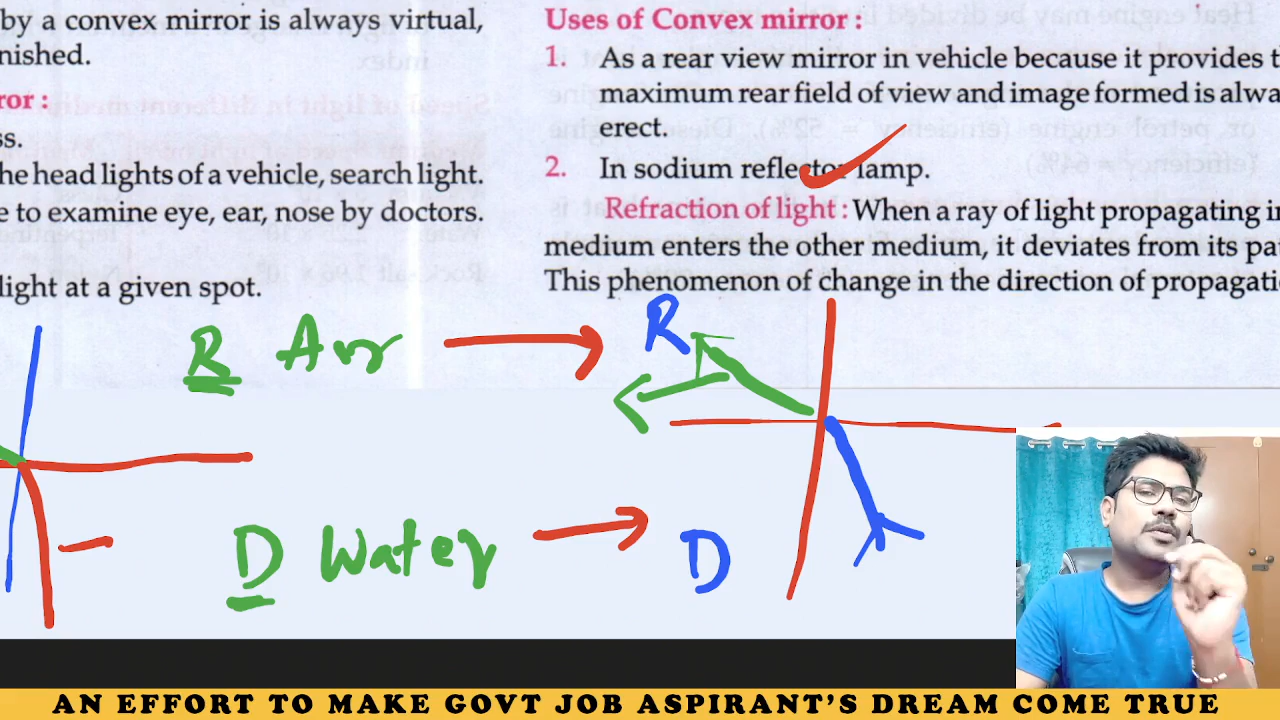 by a convex mirror is always virtual,
nished.
ror :
ss.
he head lights of a vehicle, search light.
e to examine eye, ear, nose by doctors.
light at a given spot.
Uses of Convex mirror :
1. As a rear view mirror in vehicle because it provides t
maximum rear field of view and image formed is alwa
erect.
2. In sodium reflector lamp.
Refraction of light : When a ray of light propagating in
medium enters the other medium, it deviates from its pa
This phenomenon of change in the direction of propagati
R Air
R
D Water
D
AN EFFORT TO MAKE GOVT JOB ASPIRANT'S DREAM COME TRUE